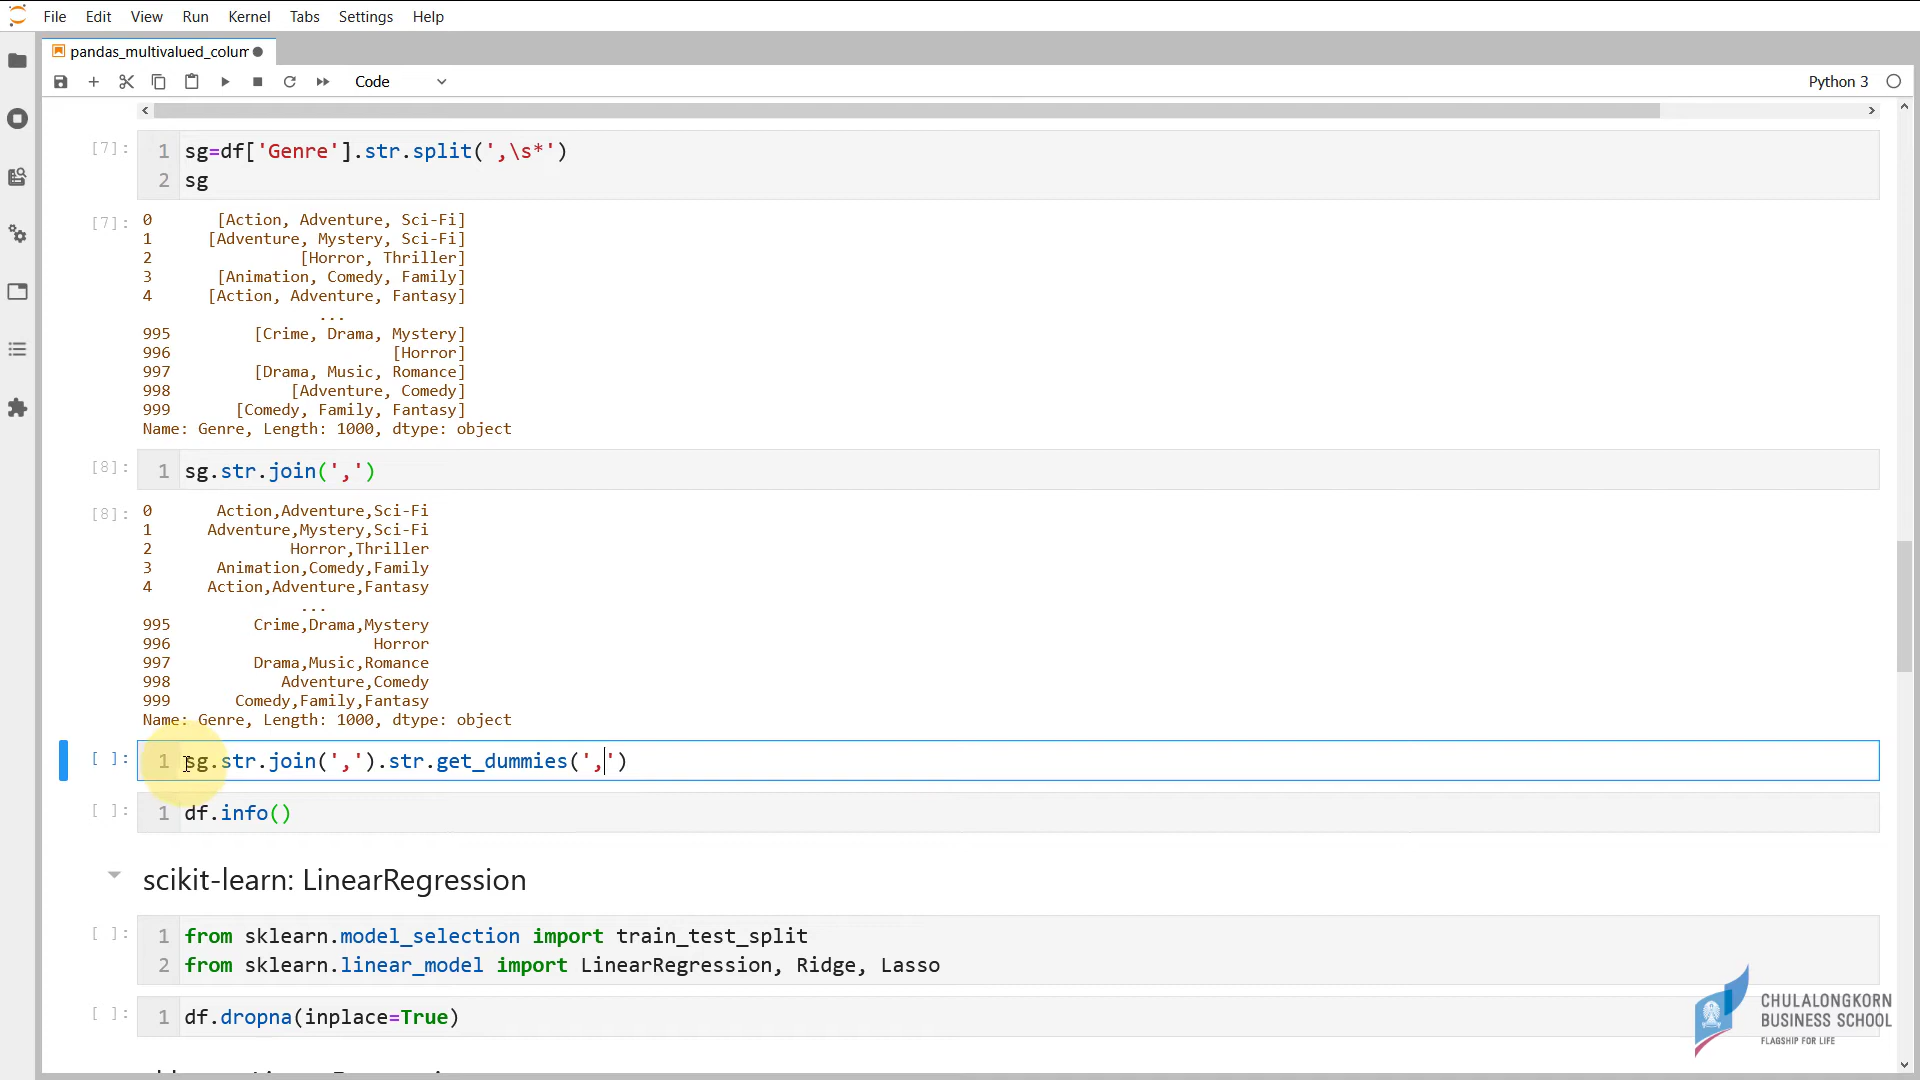 File Edit View Run Kernel Tabs Settings Help
pandas_multivalued_colum
Code
Python 3
[7]: 1 sg=df['Genre'].str.split(',\s*')
2 sg
[7]: 0 [Action, Adventure, Sci-Fi]
1 [Adventure, Mystery, Sci-Fi]
2 [Horror, Thriller]
3 [Animation, Comedy, Family]
4 [Action, Adventure, Fantasy]
...
995 [Crime, Drama, Mystery]
996 [Horror]
997 [Drama, Music, Romance]
998 [Adventure, Comedy]
999 [Comedy, Family, Fantasy]
Name: Genre, Length: 1000, dtype: object
[8]: 1 sg.str.join(',')
[8]: 0 Action,Adventure,Sci-Fi
1 Adventure,Mystery,Sci-Fi
2 Horror,Thriller
3 Animation,Comedy,Family
4 Action,Adventure,Fantasy
...
995 Crime,Drama,Mystery
996 Horror
997 Drama,Music,Romance
998 Adventure,Comedy
999 Comedy,Family,Fantasy
Name: Genre, Length: 1000, dtype: object
[ ]: 1 sg.str.join(',').str.get_dummies(',')
[ ]: 1 df.info()
scikit-learn: LinearRegression
[ ]: 1 from sklearn.model_selection import train_test_split
2 from sklearn.linear_model import LinearRegression, Ridge, Lasso
[ ]: 1 df.dropna(inplace=True)
CHULALONGKORN
BUSINESS SCHOOL
FLAGSHIP FOR LIFE